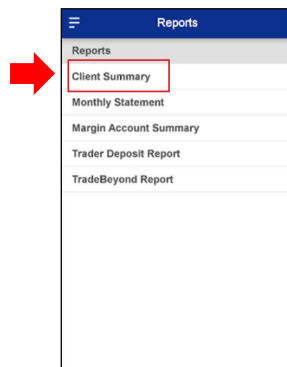 Reports
Reports
Client Summary
Monthly Statement
Margin Account Summary
Trader Deposit Report
TradeBeyond Report